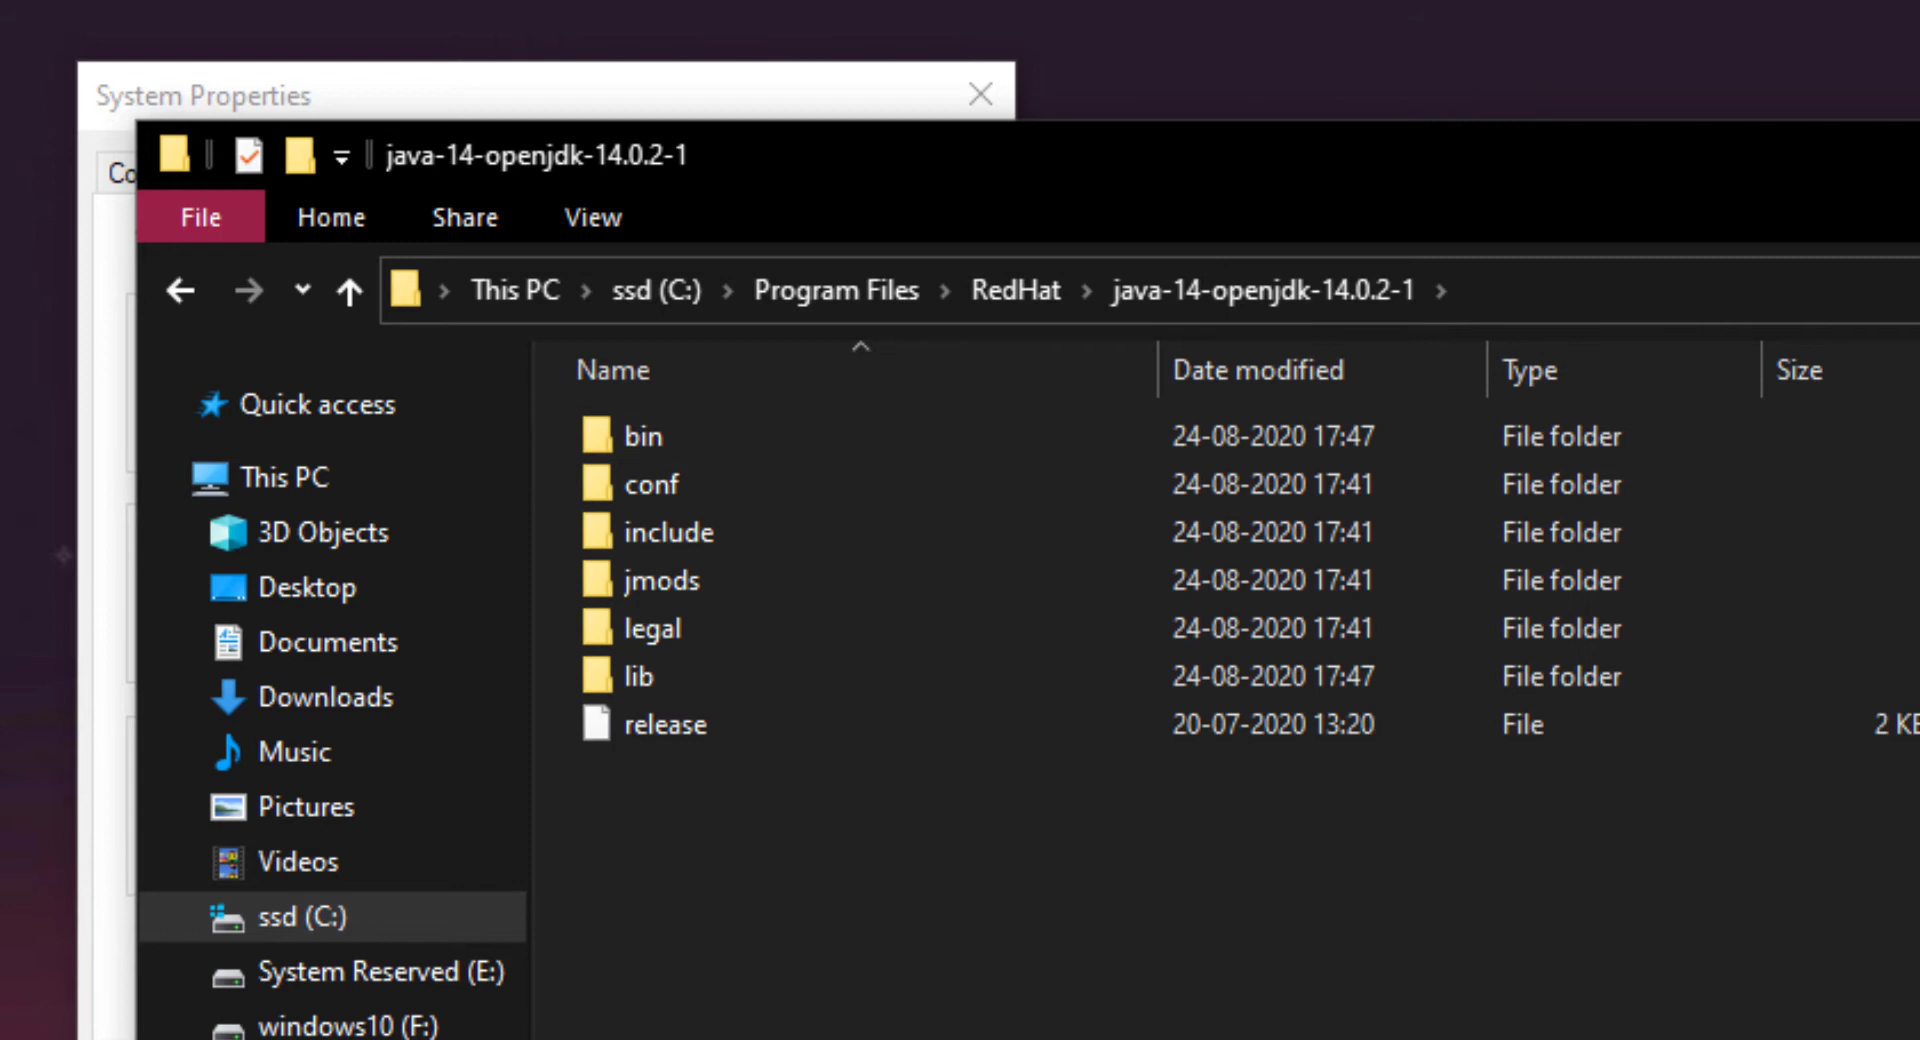 System Properties
Co
java-14-openjdk-14.0.2-1
File Home Share View
This PC ssd (C:) Program Files RedHat java-14-openjdk-14.0.2-1
Name Date modified Type Size
Quick access
This PC
3D Objects
Desktop
Documents
Downloads
Music
Pictures
Videos
ssd (C:)
System Reserved (E:)
windows10 (F:)
bin 24-08-2020 17:47 File folder
conf 24-08-2020 17:41 File folder
include 24-08-2020 17:41 File folder
jmods 24-08-2020 17:41 File folder
legal 24-08-2020 17:41 File folder
lib 24-08-2020 17:47 File folder
release 20-07-2020 13:20 File 2 KB